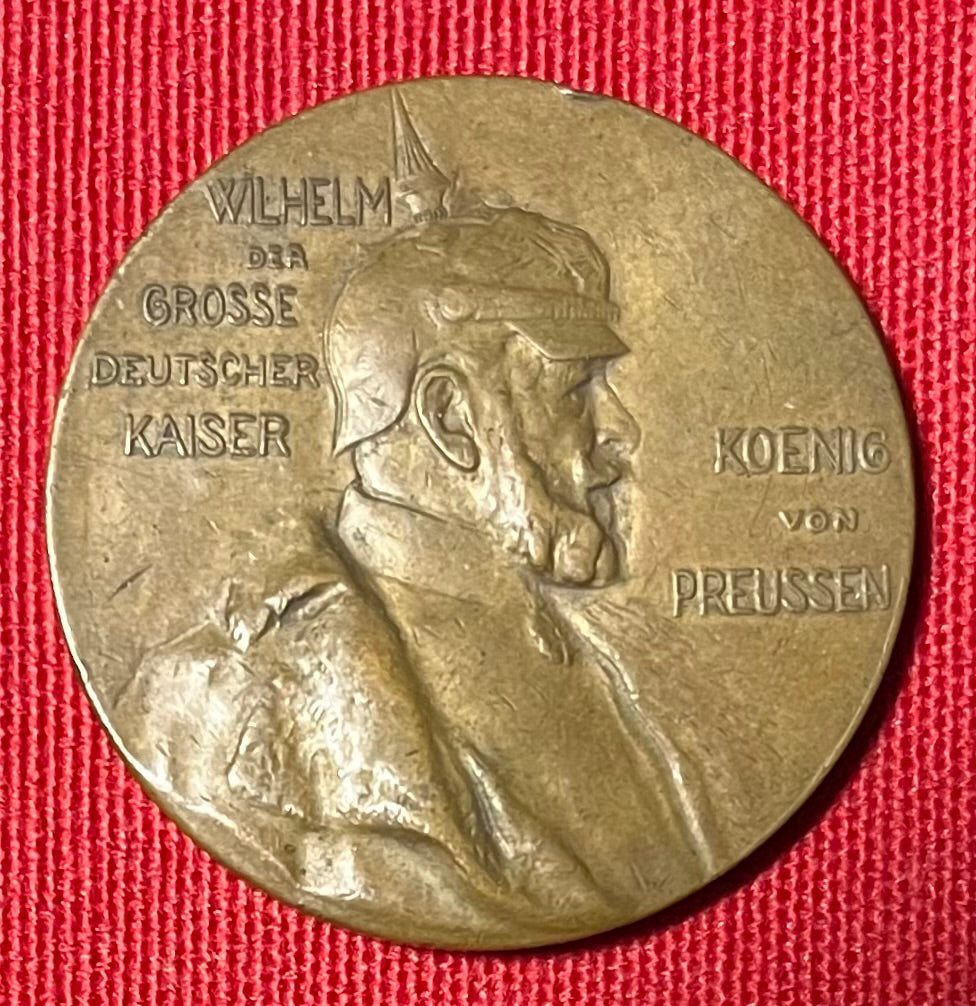 WILHELM
DER
GROSSE
DEUTSCHER
KAISER
KOENIG
VON
PREUSSEN